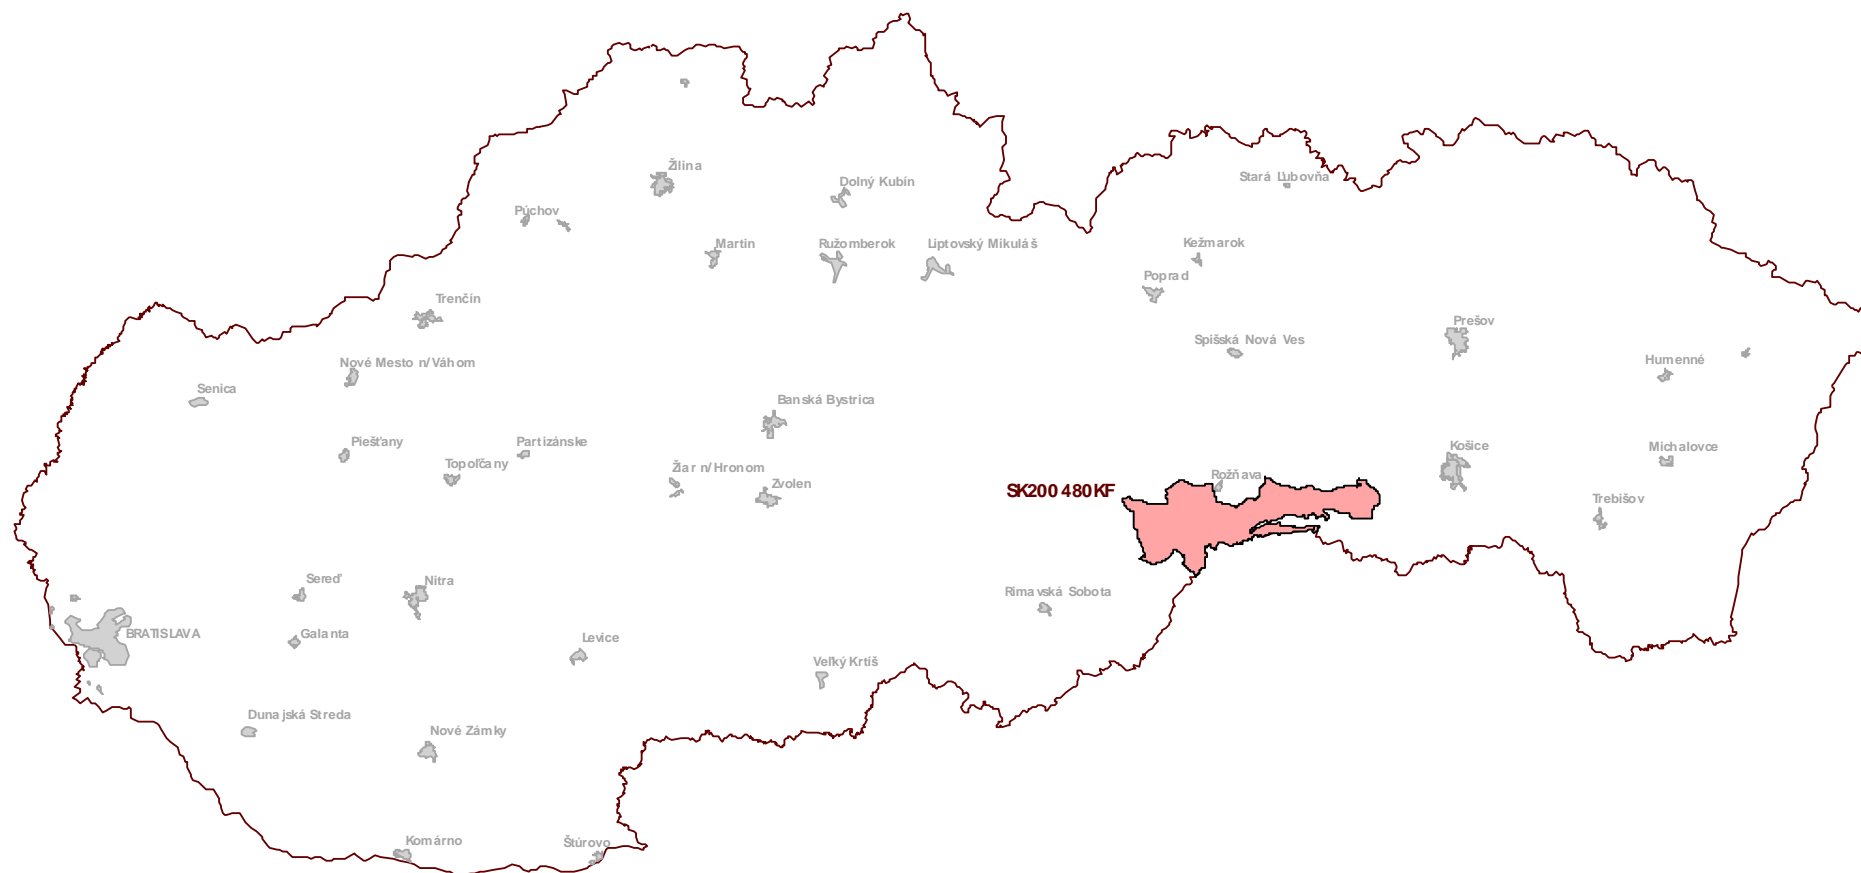 Žilina
Dolný Kubín
Stará Ľubovňa
Púchov
Martin
Ružomberok
Liptovský Mikuláš
Kežmarok
Poprad
Trenčín
Prešov
Spišská Nová Ves
Nové Mesto n/Váhom
Humenné
Senica
Banská Bystrica
Piešťany
Partizánske
Topoľčany
Košice
Michalovce
Žiar n/Hronom
Zvolen
Rožňava
SK200480KF
Trebišov
Sereď
Nitra
Rimavská Sobota
BRATISLAVA
Galanta
Levice
Veľký Krtíš
Dunajská Streda
Nové Zámky
Komárno
Štúrovo